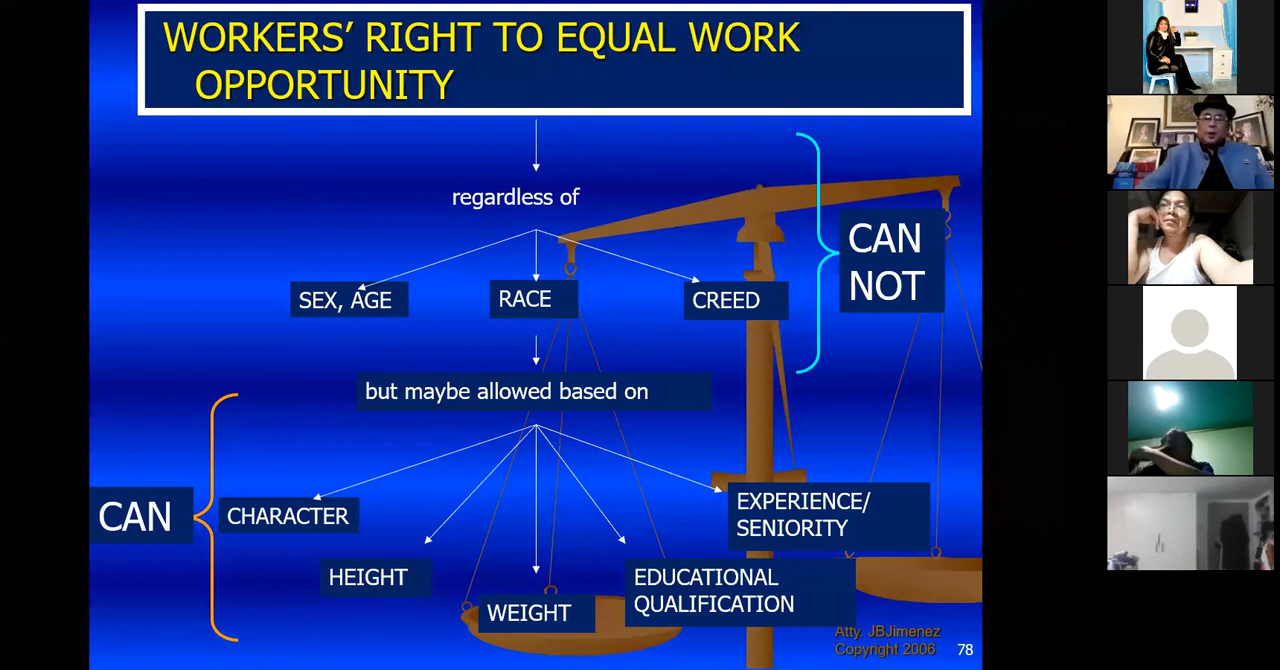 WORKERS’ RIGHT TO EQUAL WORK
OPPORTUNITY
regardless of
SEX, AGE
RACE
CREED
CAN
NOT
but maybe allowed based on
CAN
CHARACTER
HEIGHT
WEIGHT
EDUCATIONAL
QUALIFICATION
EXPERIENCE/
SENIORITY
Atty. JBJimenez
Copyright 2006
78